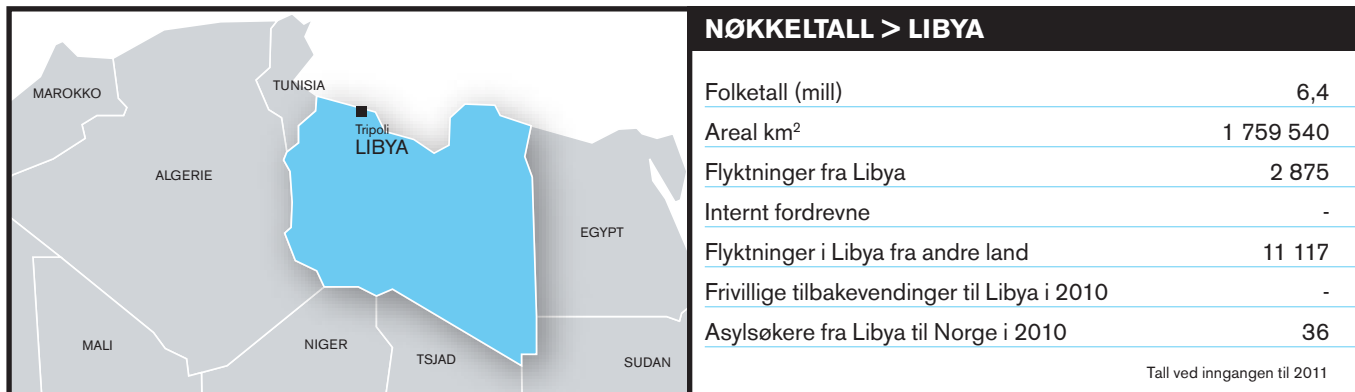 MAROKKO
TUNISIA
Tripoli
LIBYA
ALGERIE
EGYPT
MALI
NIGER
TSJAD
SUDAN
NØKKELTALL > LIBYA
Folketall (mill) 6,4
Areal km² 1 759 540
Flyktninger fra Libya 2 875
Internt fordrevne -
Flyktninger i Libya fra andre land 11 117
Frivillige tilbakevendinger til Libya i 2010 -
Asylsøkere fra Libya til Norge i 2010 36
Tall ved inngangen til 2011